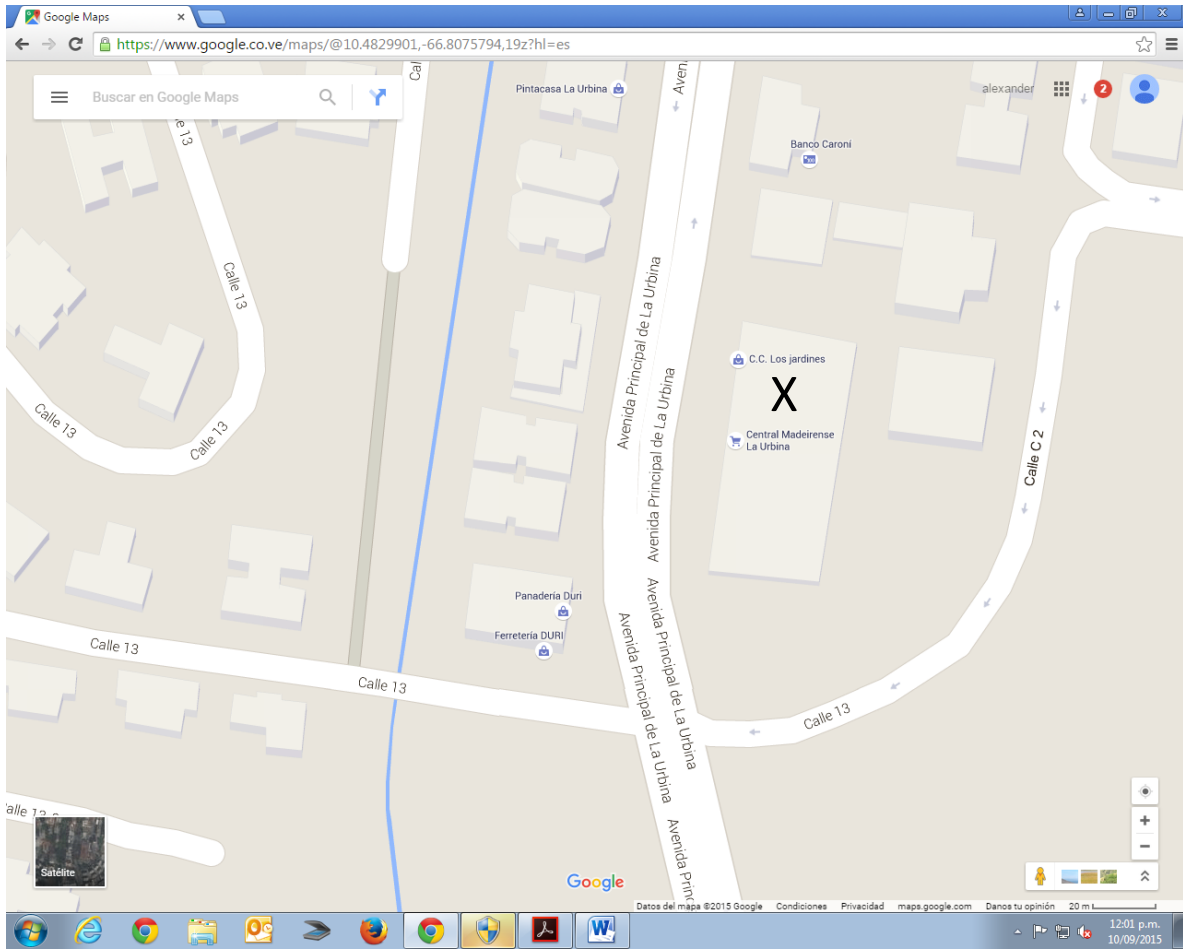 Google Maps
https://www.google.co.ve/maps/@10.4829901,-66.8075794,19z?hl=es
Buscar en Google Maps
alexander
2
Cal
Aven.
Pintacasa La Urbina
Banco Caroní
Calle 13
Avenida Principal de La Urbina
Avenida Principal de La Urbina
C.C. Los jardines
X
Central Madeirense
La Urbina
Calle C 2
Calle 13
Calle 13
Panadería Duri
Ferretería DURI
Avenida Principal de La Urbina
Avenida Principal de La Urbina
Calle 13
Calle 13
Calle 13
Satélite
Avenida Prin
Google
Datos del mapa ©2015 Google
Condiciones
Privacidad
maps.google.com
Danos tu opinión
20 m
12:01 p.m.
10/09/2015